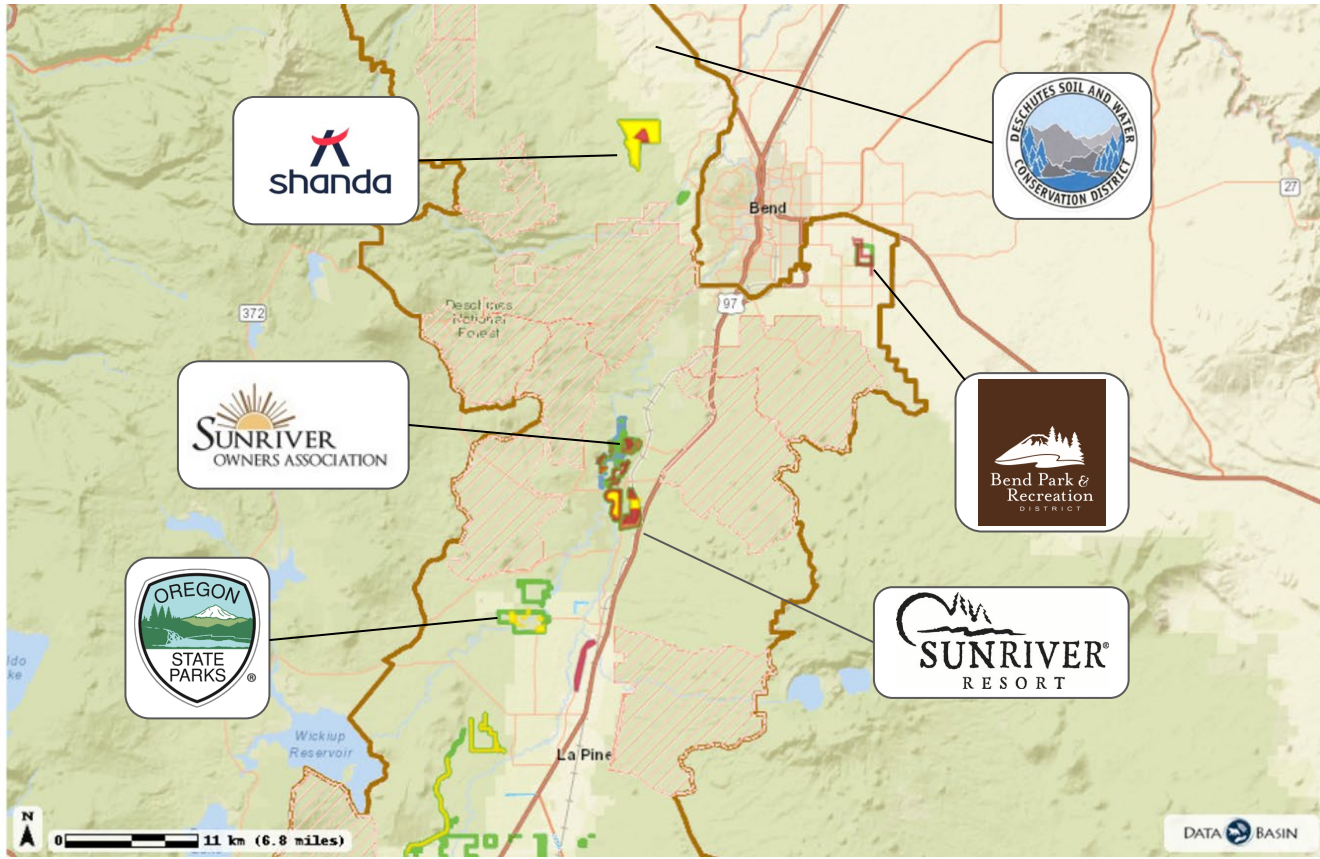 DESCHUTES SOIL AND WATER
CONSERVATION DISTRICT
shanda
27
Bend
97
Deschutes
National
Forest
372
SUNRIVER
OWNERS ASSOCIATION
Bend Park &
Recreation
DISTRICT
OREGON
STATE
PARKS
®
SUNRIVER®
RESORT
Wickiup
Reservoir
La Pine
N
0
11 km (6.8 miles)
DATA BASIN